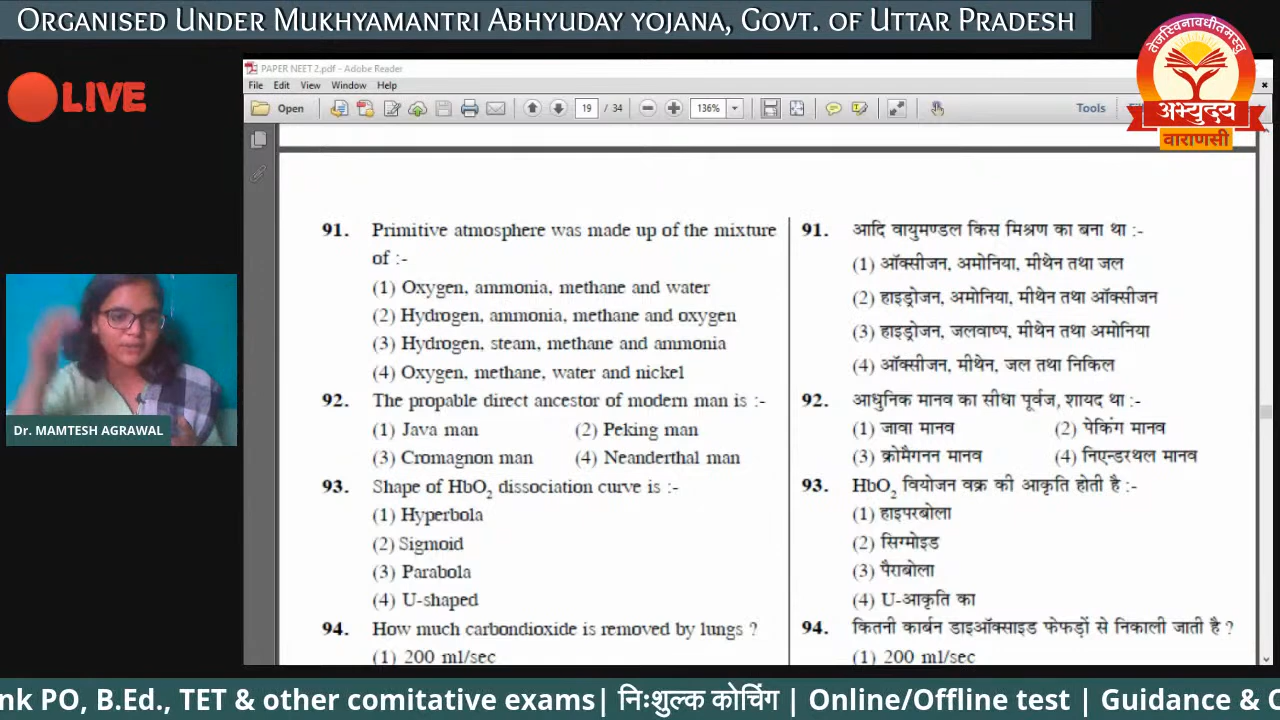 ORGANISED UNDER MUKHYAMANTRI ABHYUDAY YOJANA, GOVT. OF UTTAR PRADESH
LIVE
तेजस्विनावधीतमस्तु
अभ्युदय
वाराणसी
PAPER NEET 2.pdf - Adobe Reader
File Edit View Window Help
Open 19 / 34 136% Tools
91. Primitive atmosphere was made up of the mixture
of :-
(1) Oxygen, ammonia, methane and water
(2) Hydrogen, ammonia, methane and oxygen
(3) Hydrogen, steam, methane and ammonia
(4) Oxygen, methane, water and nickel
92. The propable direct ancestor of modern man is :-
(1) Java man (2) Peking man
(3) Cromagnon man (4) Neanderthal man
93. Shape of HbO₂ dissociation curve is :-
(1) Hyperbola
(2) Sigmoid
(3) Parabola
(4) U-shaped
94. How much carbondioxide is removed by lungs ?
(1) 200 ml/sec
91. आदि वायुमण्डल किस मिश्रण का बना था :-
(1) ऑक्सीजन, अमोनिया, मीथेन तथा जल
(2) हाइड्रोजन, अमोनिया, मीथेन तथा ऑक्सीजन
(3) हाइड्रोजन, जलवाष्प, मीथेन तथा अमोनिया
(4) ऑक्सीजन, मीथेन, जल तथा निकिल
92. आधुनिक मानव का सीधा पूर्वज, शायद था :-
(1) जावा मानव (2) पेकिंग मानव
(3) क्रोमैगनन मानव (4) निएन्डरथल मानव
93. HbO₂ वियोजन वक्र की आकृति होती है :-
(1) हाइपरबोला
(2) सिग्मोइड
(3) पैराबोला
(4) U-आकृति का
94. कितनी कार्बन डाइऑक्साइड फेफड़ों से निकाली जाती है ?
(1) 200 ml/sec
Dr. MAMTESH AGRAWAL
nk PO, B.Ed., TET & other comitative exams| निःशुल्क कोचिंग | Online/Offline test | Guidance & C